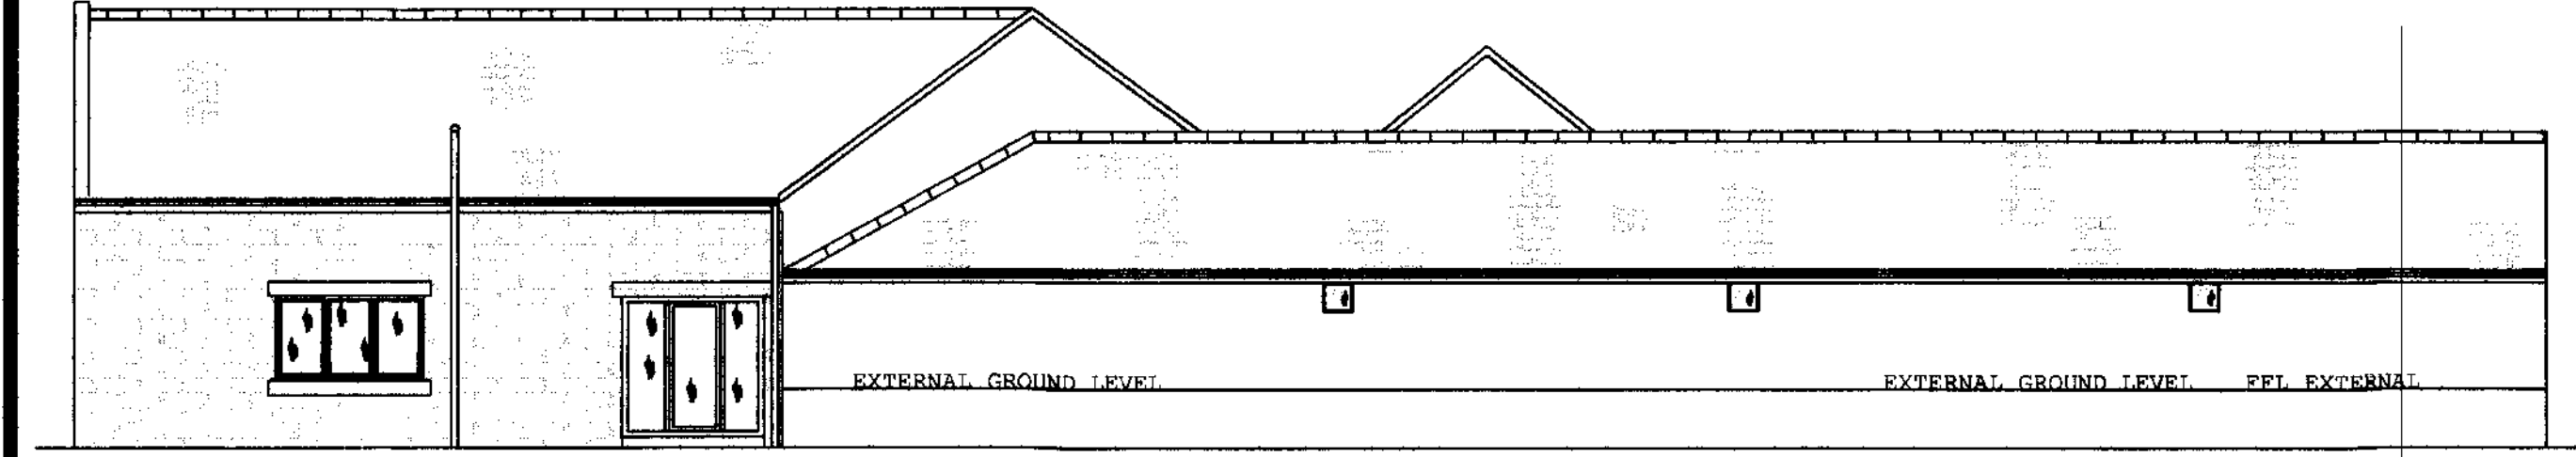 EXTERNAL GROUND LEVEL
EXTERNAL GROUND LEVEL FFL EXTERNAL